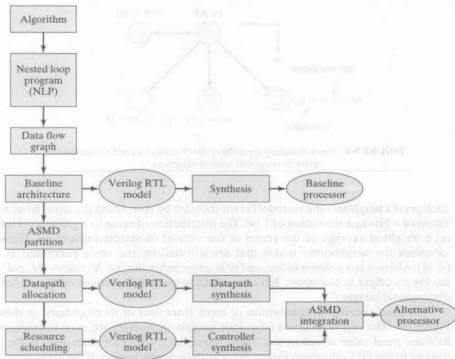 Algorithm
Nested loop
program
(NLP)
Data flow
graph
Baseline
architecture
Verilog RTL
model
Synthesis
Baseline
processor
ASMD
partition
Datapath
allocation
Verilog RTL
model
Datapath
synthesis
ASMD
integration
Alternative
processor
Resource
scheduling
Verilog RTL
model
Controller
synthesis